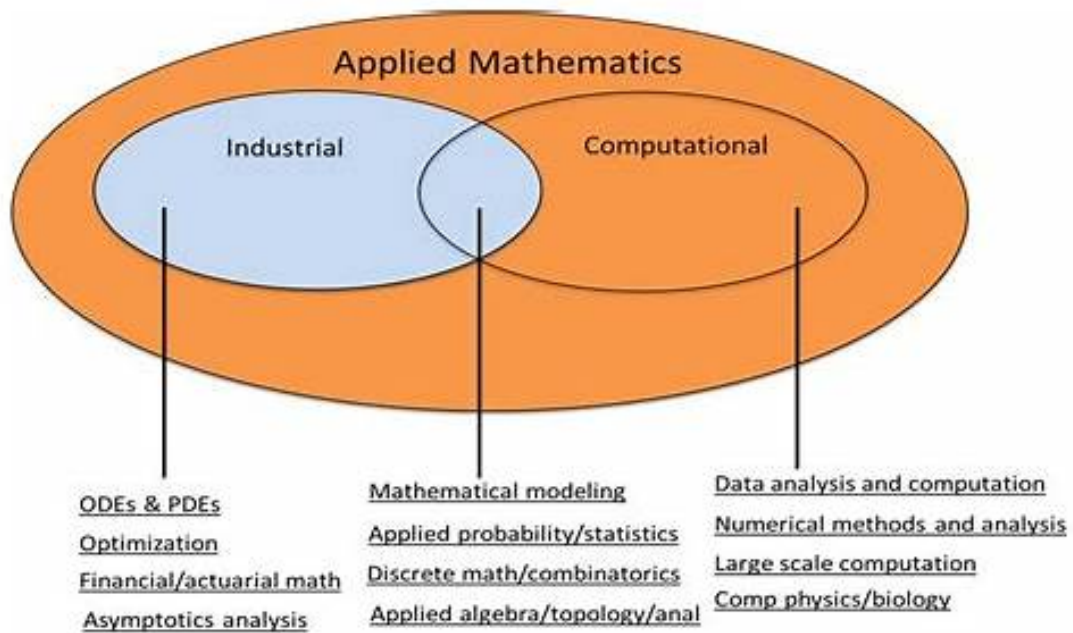 Applied Mathematics
Industrial
Computational
ODEs & PDEs
Optimization
Financial/actuarial math
Asymptotics analysis
Mathematical modeling
Applied probability/statistics
Discrete math/combinatorics
Applied algebra/topology/anal
Data analysis and computation
Numerical methods and analysis
Large scale computation
Comp physics/biology